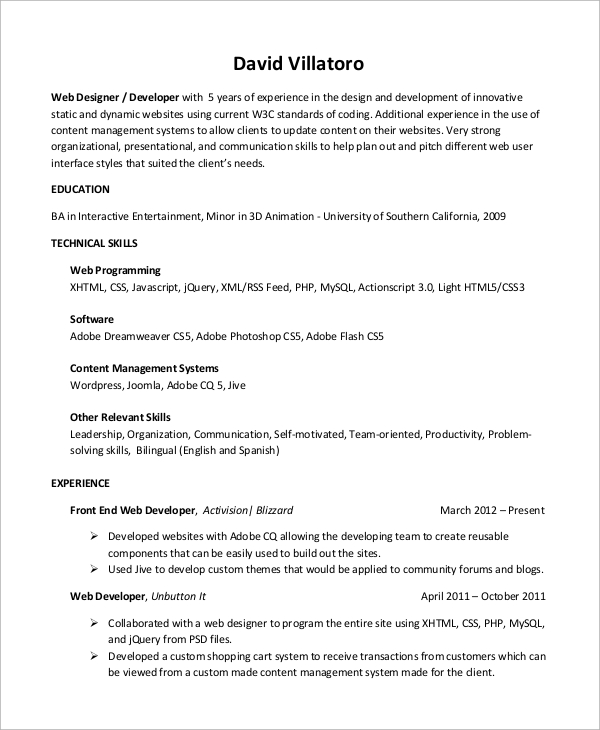 David Villatoro
Web Designer / Developer with 5 years of experience in the design and development of innovative
static and dynamic websites using current W3C standards of coding. Additional experience in the use of
content management systems to allow clients to update content on their websites. Very strong
organizational, presentational, and communication skills to help plan out and pitch different web user
interface styles that suited the client's needs.
EDUCATION
BA in Interactive Entertainment, Minor in 3D Animation - University of Southern California, 2009
TECHNICAL SKILLS
Web Programming
XHTML, CSS, Javascript, jQuery, XML/RSS Feed, PHP, MySQL, Actionscript 3.0, Light HTML5/CSS3
Software
Adobe Dreamweaver CS5, Adobe Photoshop CS5, Adobe Flash CS5
Content Management Systems
Wordpress, Joomla, Adobe CQ 5, Jive
Other Relevant Skills
Leadership, Organization, Communication, Self-motivated, Team-oriented, Productivity, Problem-
solving skills, Bilingual (English and Spanish)
EXPERIENCE
Front End Web Developer, Activision| Blizzard March 2012 – Present
➢ Developed websites with Adobe CQ allowing the developing team to create reusable
components that can be easily used to build out the sites.
➢ Used Jive to develop custom themes that would be applied to community forums and blogs.
Web Developer, Unbutton It April 2011 – October 2011
➢ Collaborated with a web designer to program the entire site using XHTML, CSS, PHP, MySQL,
and jQuery from PSD files.
➢ Developed a custom shopping cart system to receive transactions from customers which can
be viewed from a custom made content management system made for the client.